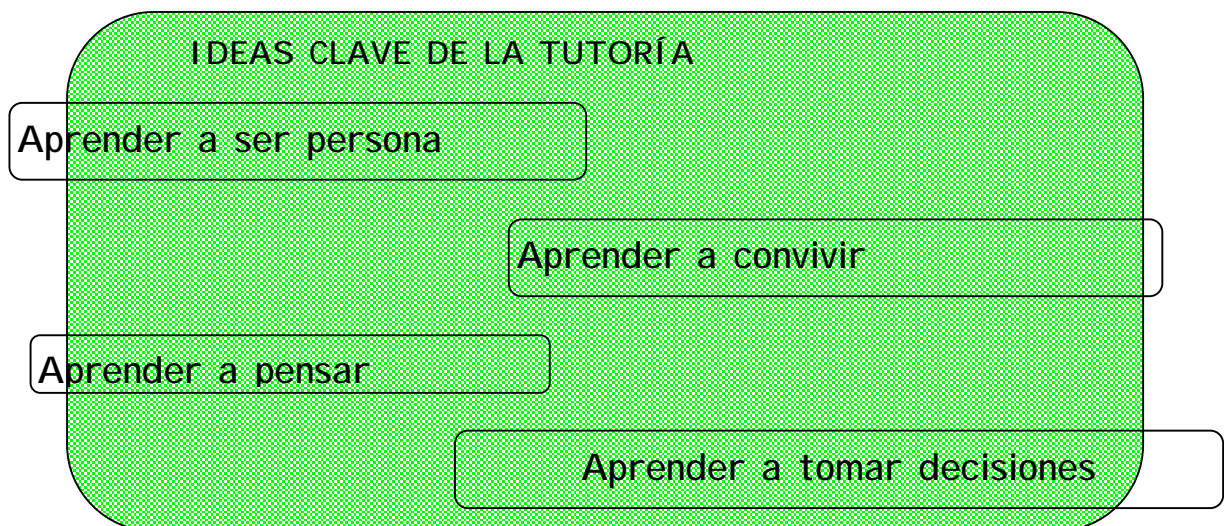 IDEAS CLAVE DE LA TUTORÍA
Aprender a ser persona
Aprender a convivir
Aprender a pensar
Aprender a tomar decisiones